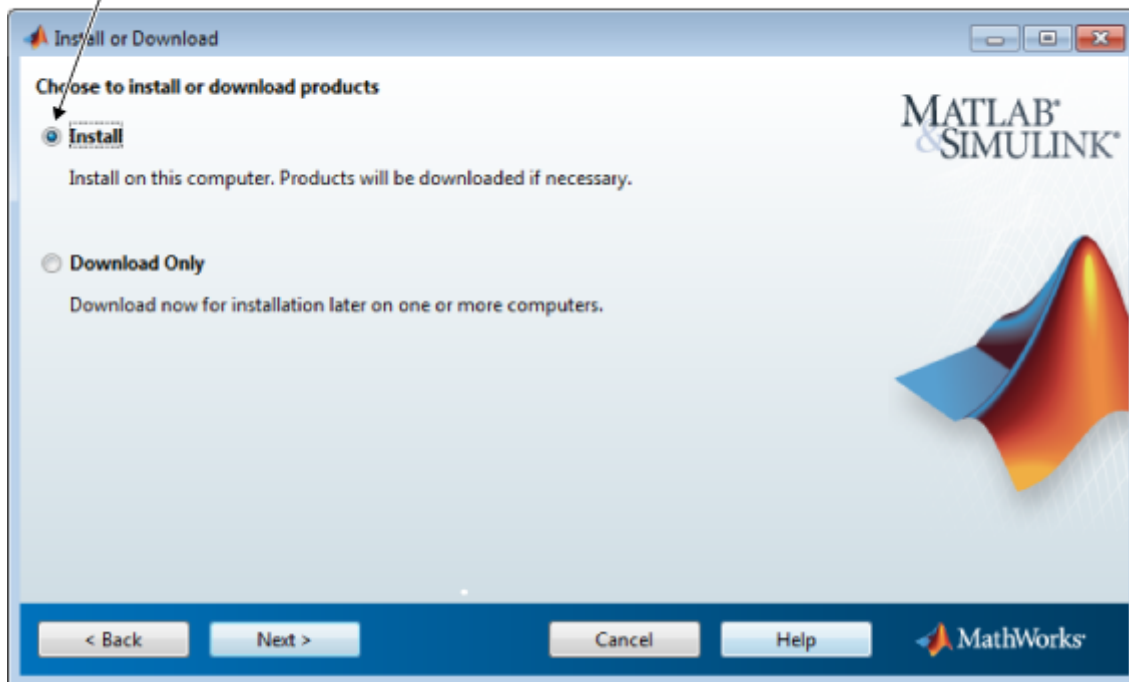 Install or Download
Choose to install or download products
Install
Install on this computer. Products will be downloaded if necessary.
Download Only
Download now for installation later on one or more computers.
MATLAB®
&SIMULINK®
< Back
Next >
Cancel
Help
MathWorks®